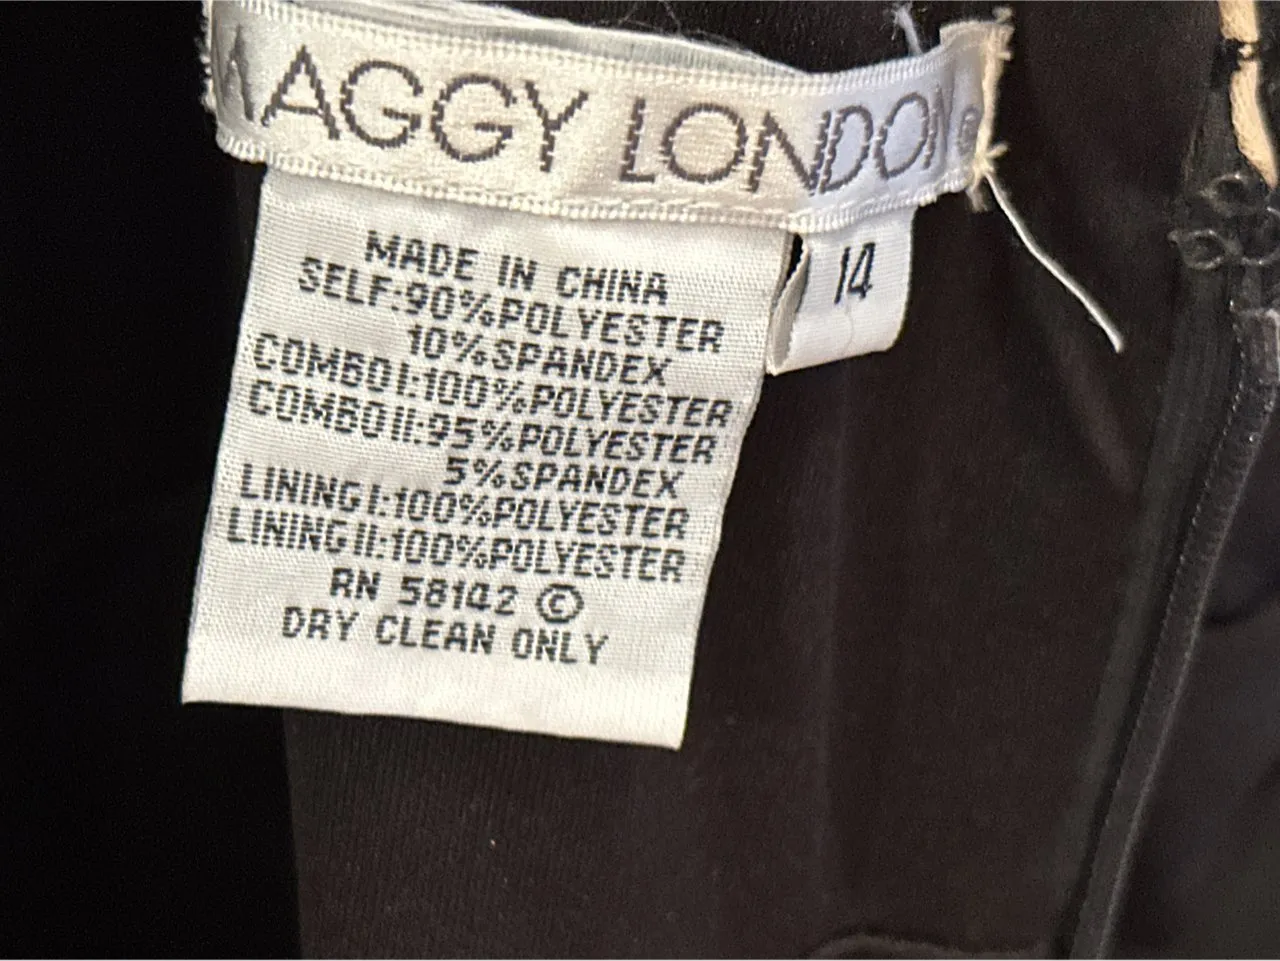 MAGGY LONDON ®
14
MADE IN CHINA
SELF:90%POLYESTER
10%SPANDEX
COMBO I:100%POLYESTER
COMBO II:95%POLYESTER
5%SPANDEX
LINING I:100%POLYESTER
LINING II:100%POLYESTER
RN 58142 ©
DRY CLEAN ONLY